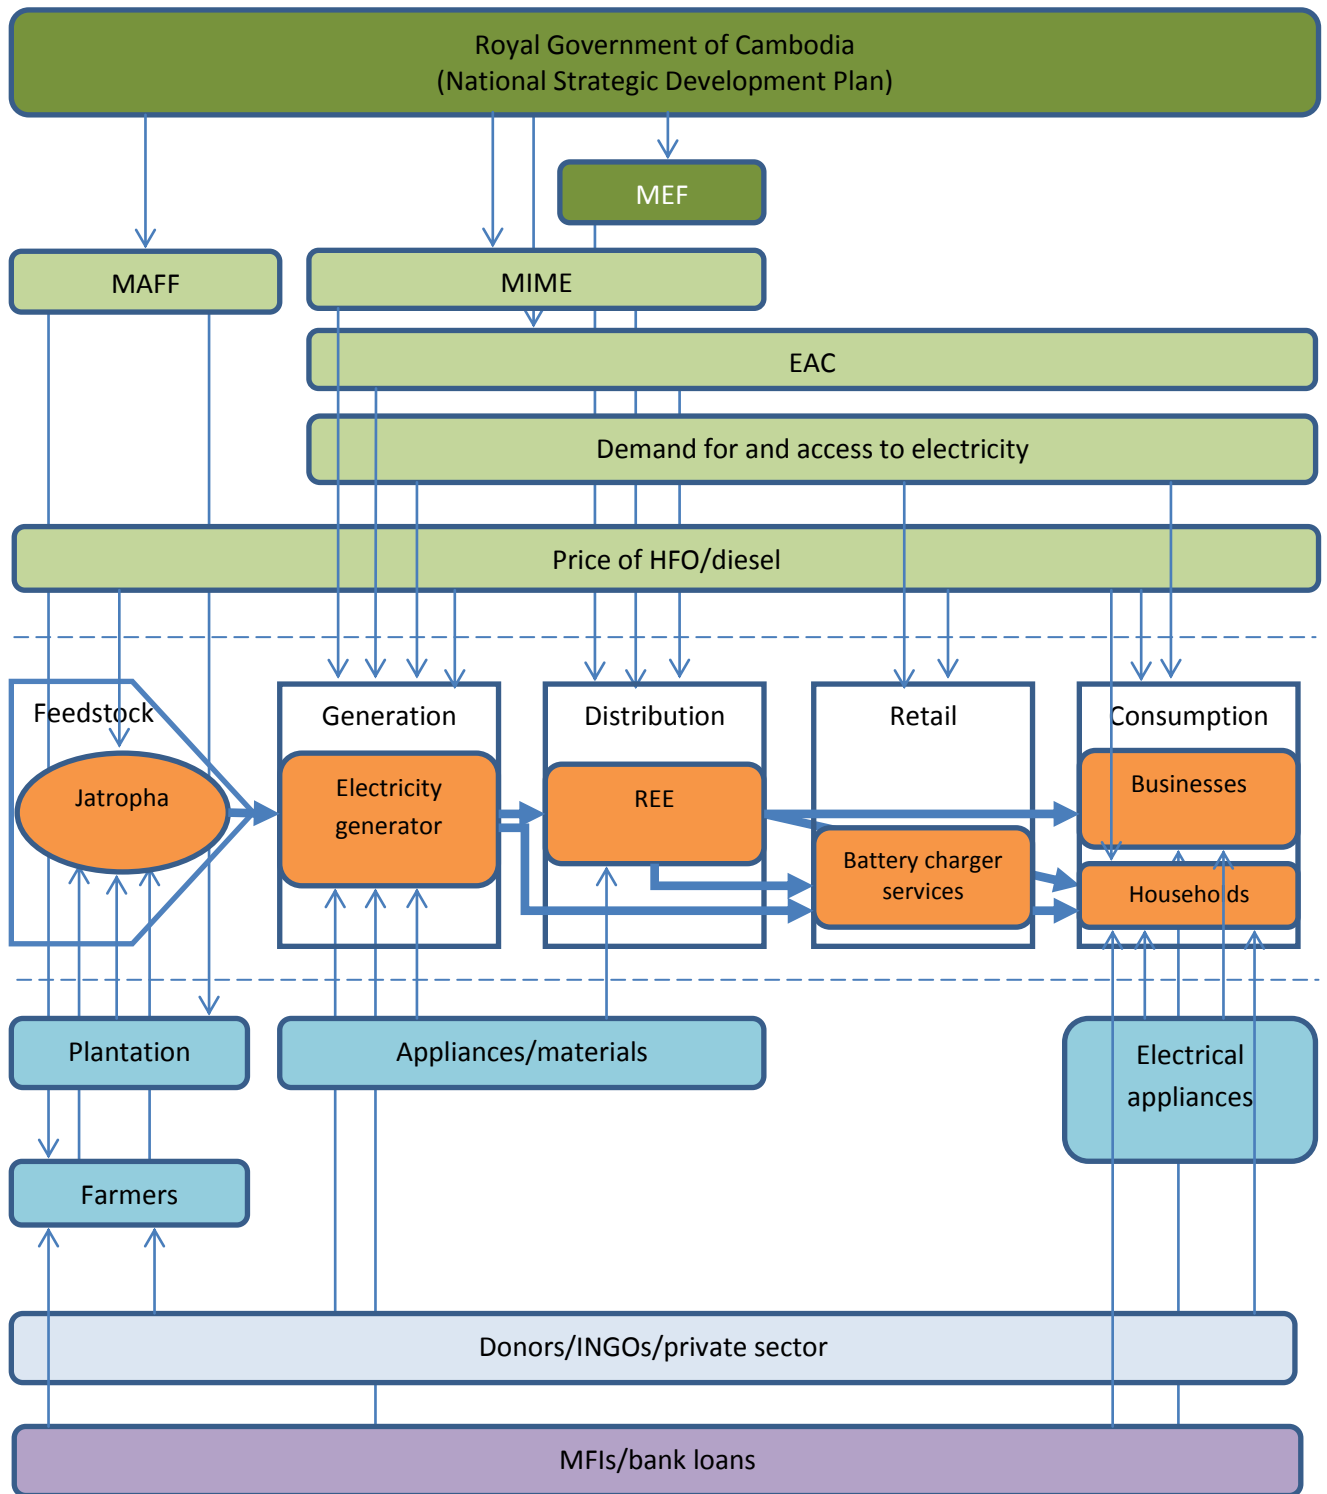 Royal Government of Cambodia
(National Strategic Development Plan)
MEF
MAFF
MIME
EAC
Demand for and access to electricity
Price of HFO/diesel
Feedstock
Generation
Distribution
Retail
Consumption
Jatropha
Electricity
generator
REE
Battery charger
services
Businesses
Households
Plantation
Appliances/materials
Electrical
appliances
Farmers
Donors/INGOs/private sector
MFIs/bank loans